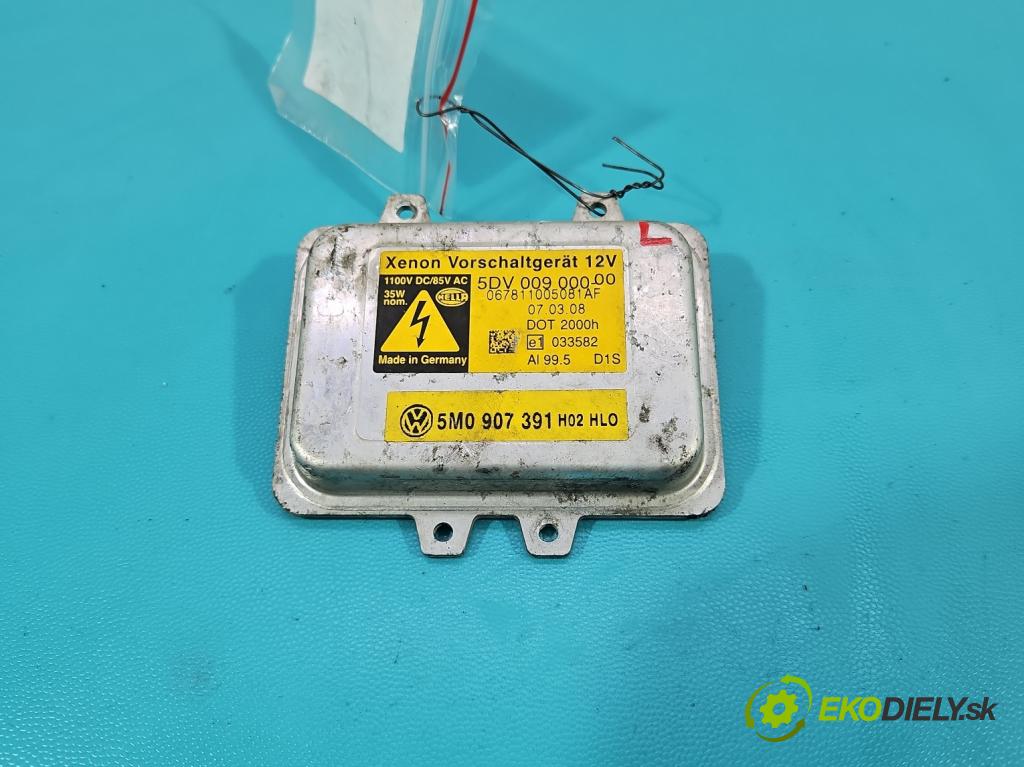 L
Xenon Vorschaltgerät 12V
1100V DC/85V AC
35W
nom.
HELLA
Made in Germany
5DV 009 000-00
067811005081AF
07.03.08
DOT 2000h
e1 033582
Al 99.5 D1S
VW 5M0 907 391 H02 HLO
EKODIELY.sk